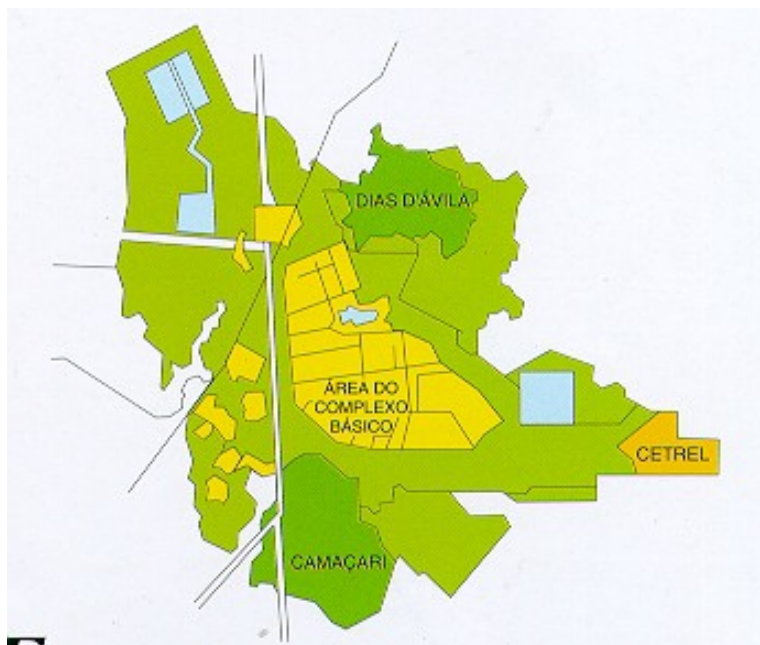 DIAS D'ÁVILA
ÁREA DO
COMPLEXO
BÁSICO
CETREL
CAMAÇARI